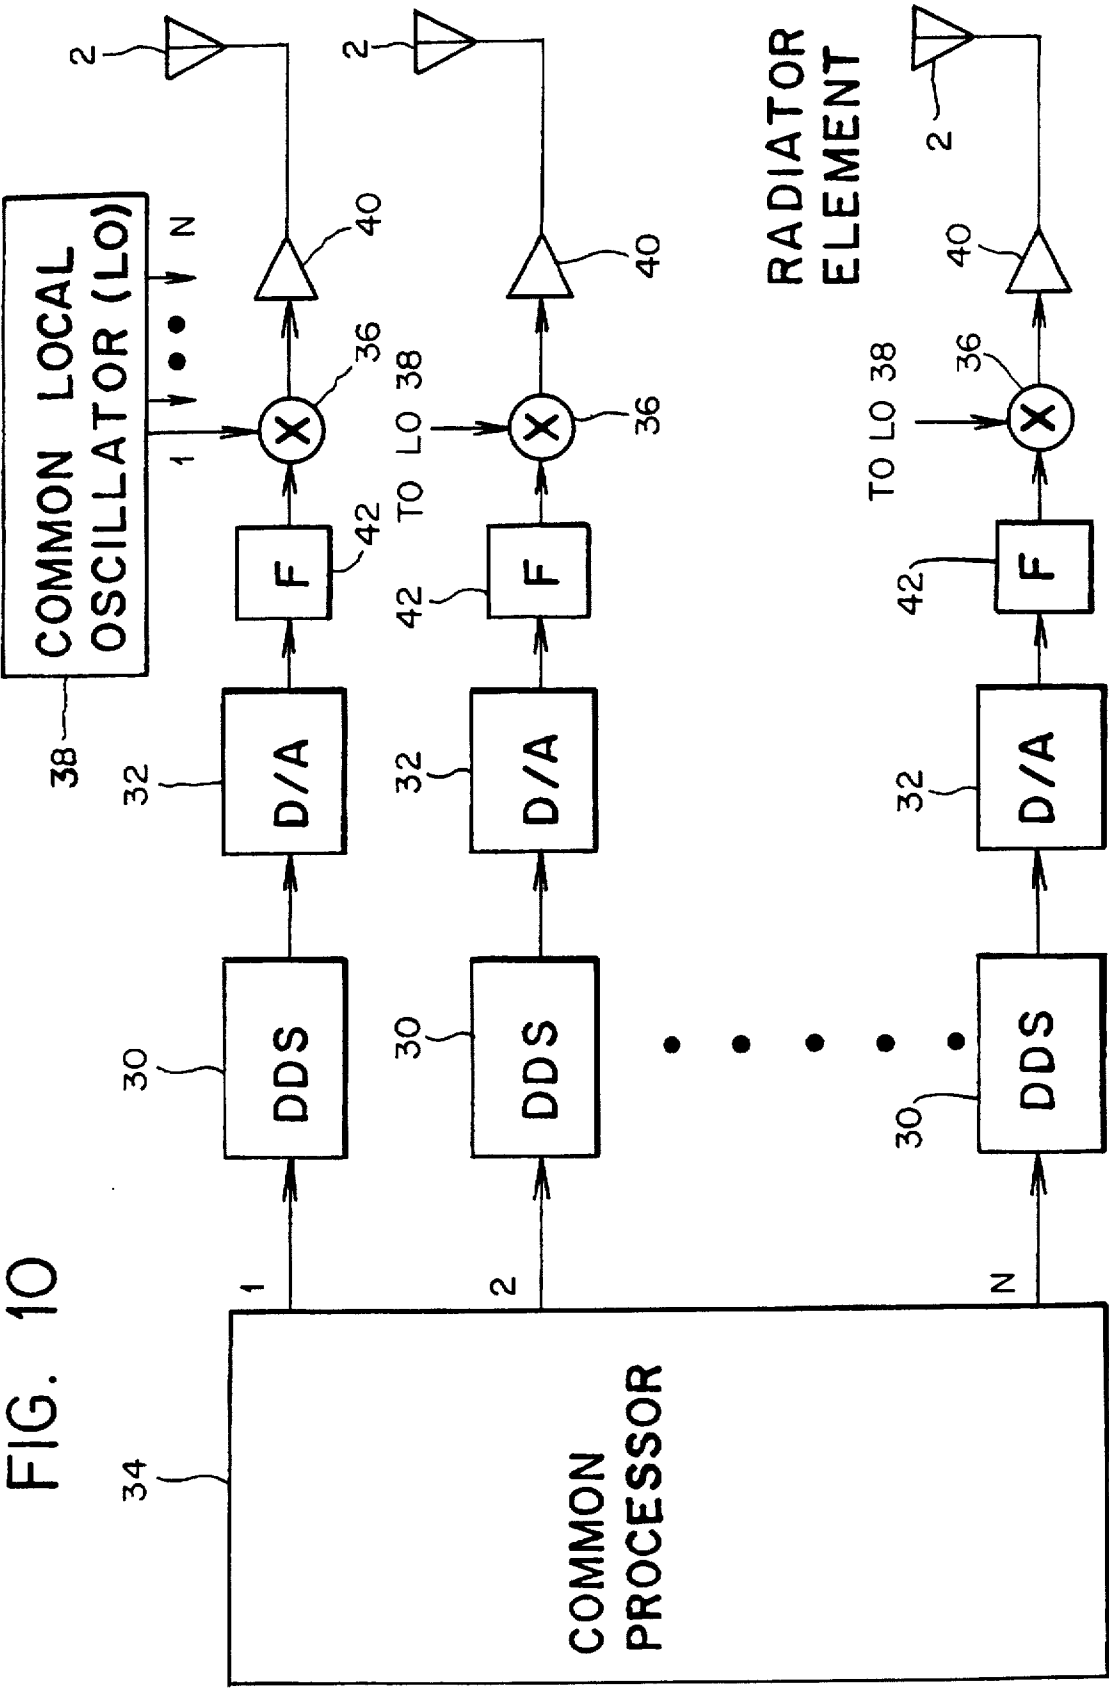 FIG. 10
COMMON LOCAL
OSCILLATOR (LO)
38
1
N
2
34
COMMON
PROCESSOR
1
30
DDS
32
D/A
F
42
X
36
40
2
2
30
DDS
32
D/A
42
F
TO LO 38
X
36
40
RADIATOR
ELEMENT
N
30
DDS
32
D/A
42
F
TO LO 38
X
36
40
2